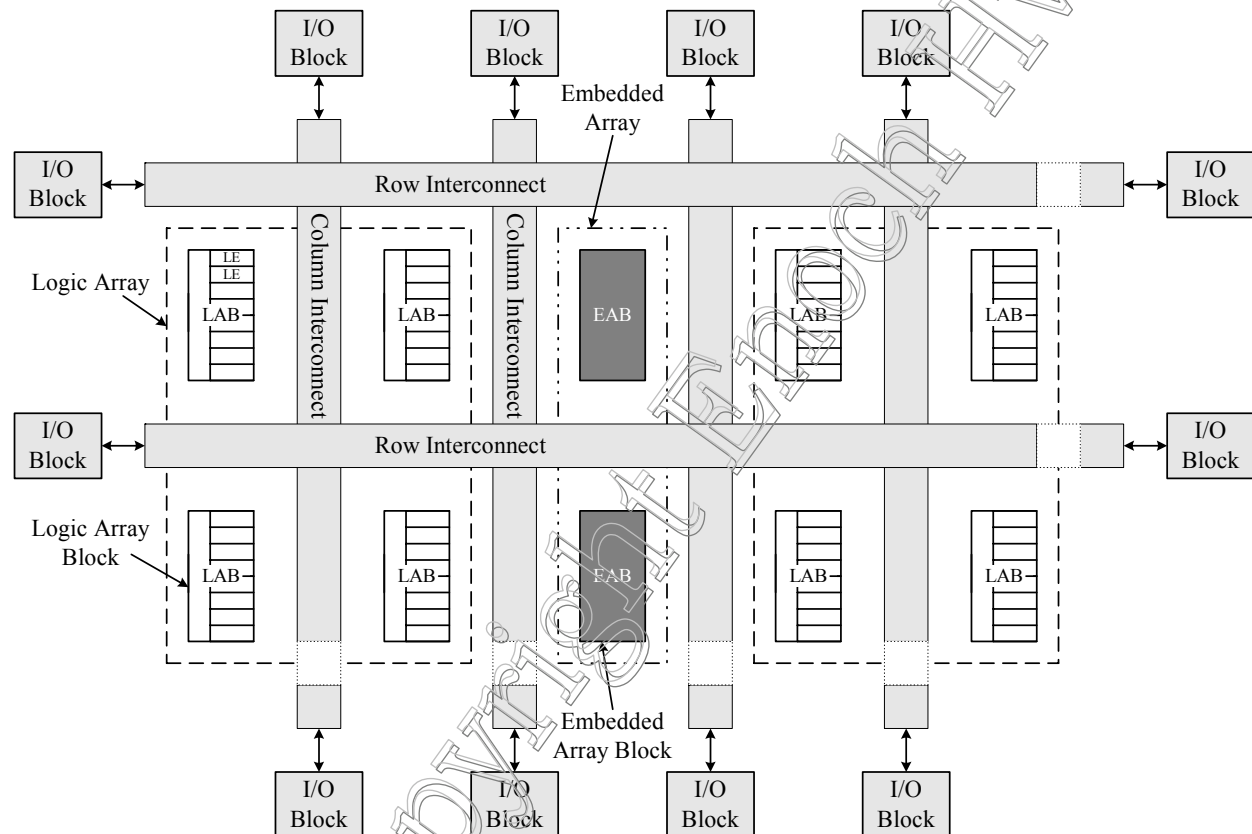 I/O
Block
I/O
Block
I/O
Block
I/O
Block
Embedded
Array
I/O
Block
Row Interconnect
I/O
Block
Column Interconnect
Column Interconnect
Logic Array
LE
LE
LAB
LAB
EAB
LAB
LAB
I/O
Block
Row Interconnect
I/O
Block
Logic Array
Block
LAB
LAB
EAB
LAB
LAB
Embedded
Array Block
I/O
Block
I/O
Block
I/O
Block
I/O
Block
pyright Enoch